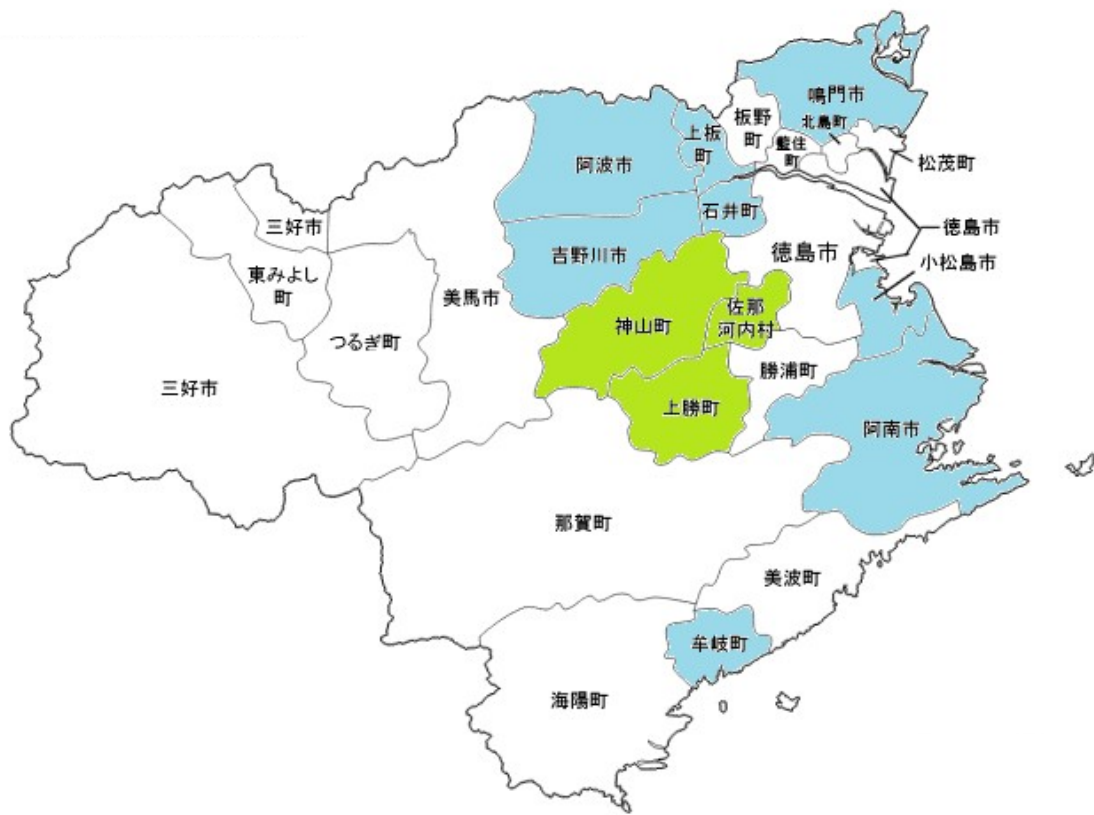 鳴門市
北島町
板野
町
藍住
町
上板
町
松茂町
阿波市
石井町
三好市
徳島市
吉野川市
徳島市
小松島市
東みよし
町
美馬市
佐那
河内村
神山町
つるぎ町
勝浦町
三好市
上勝町
阿南市
那賀町
美波町
牟岐町
海陽町